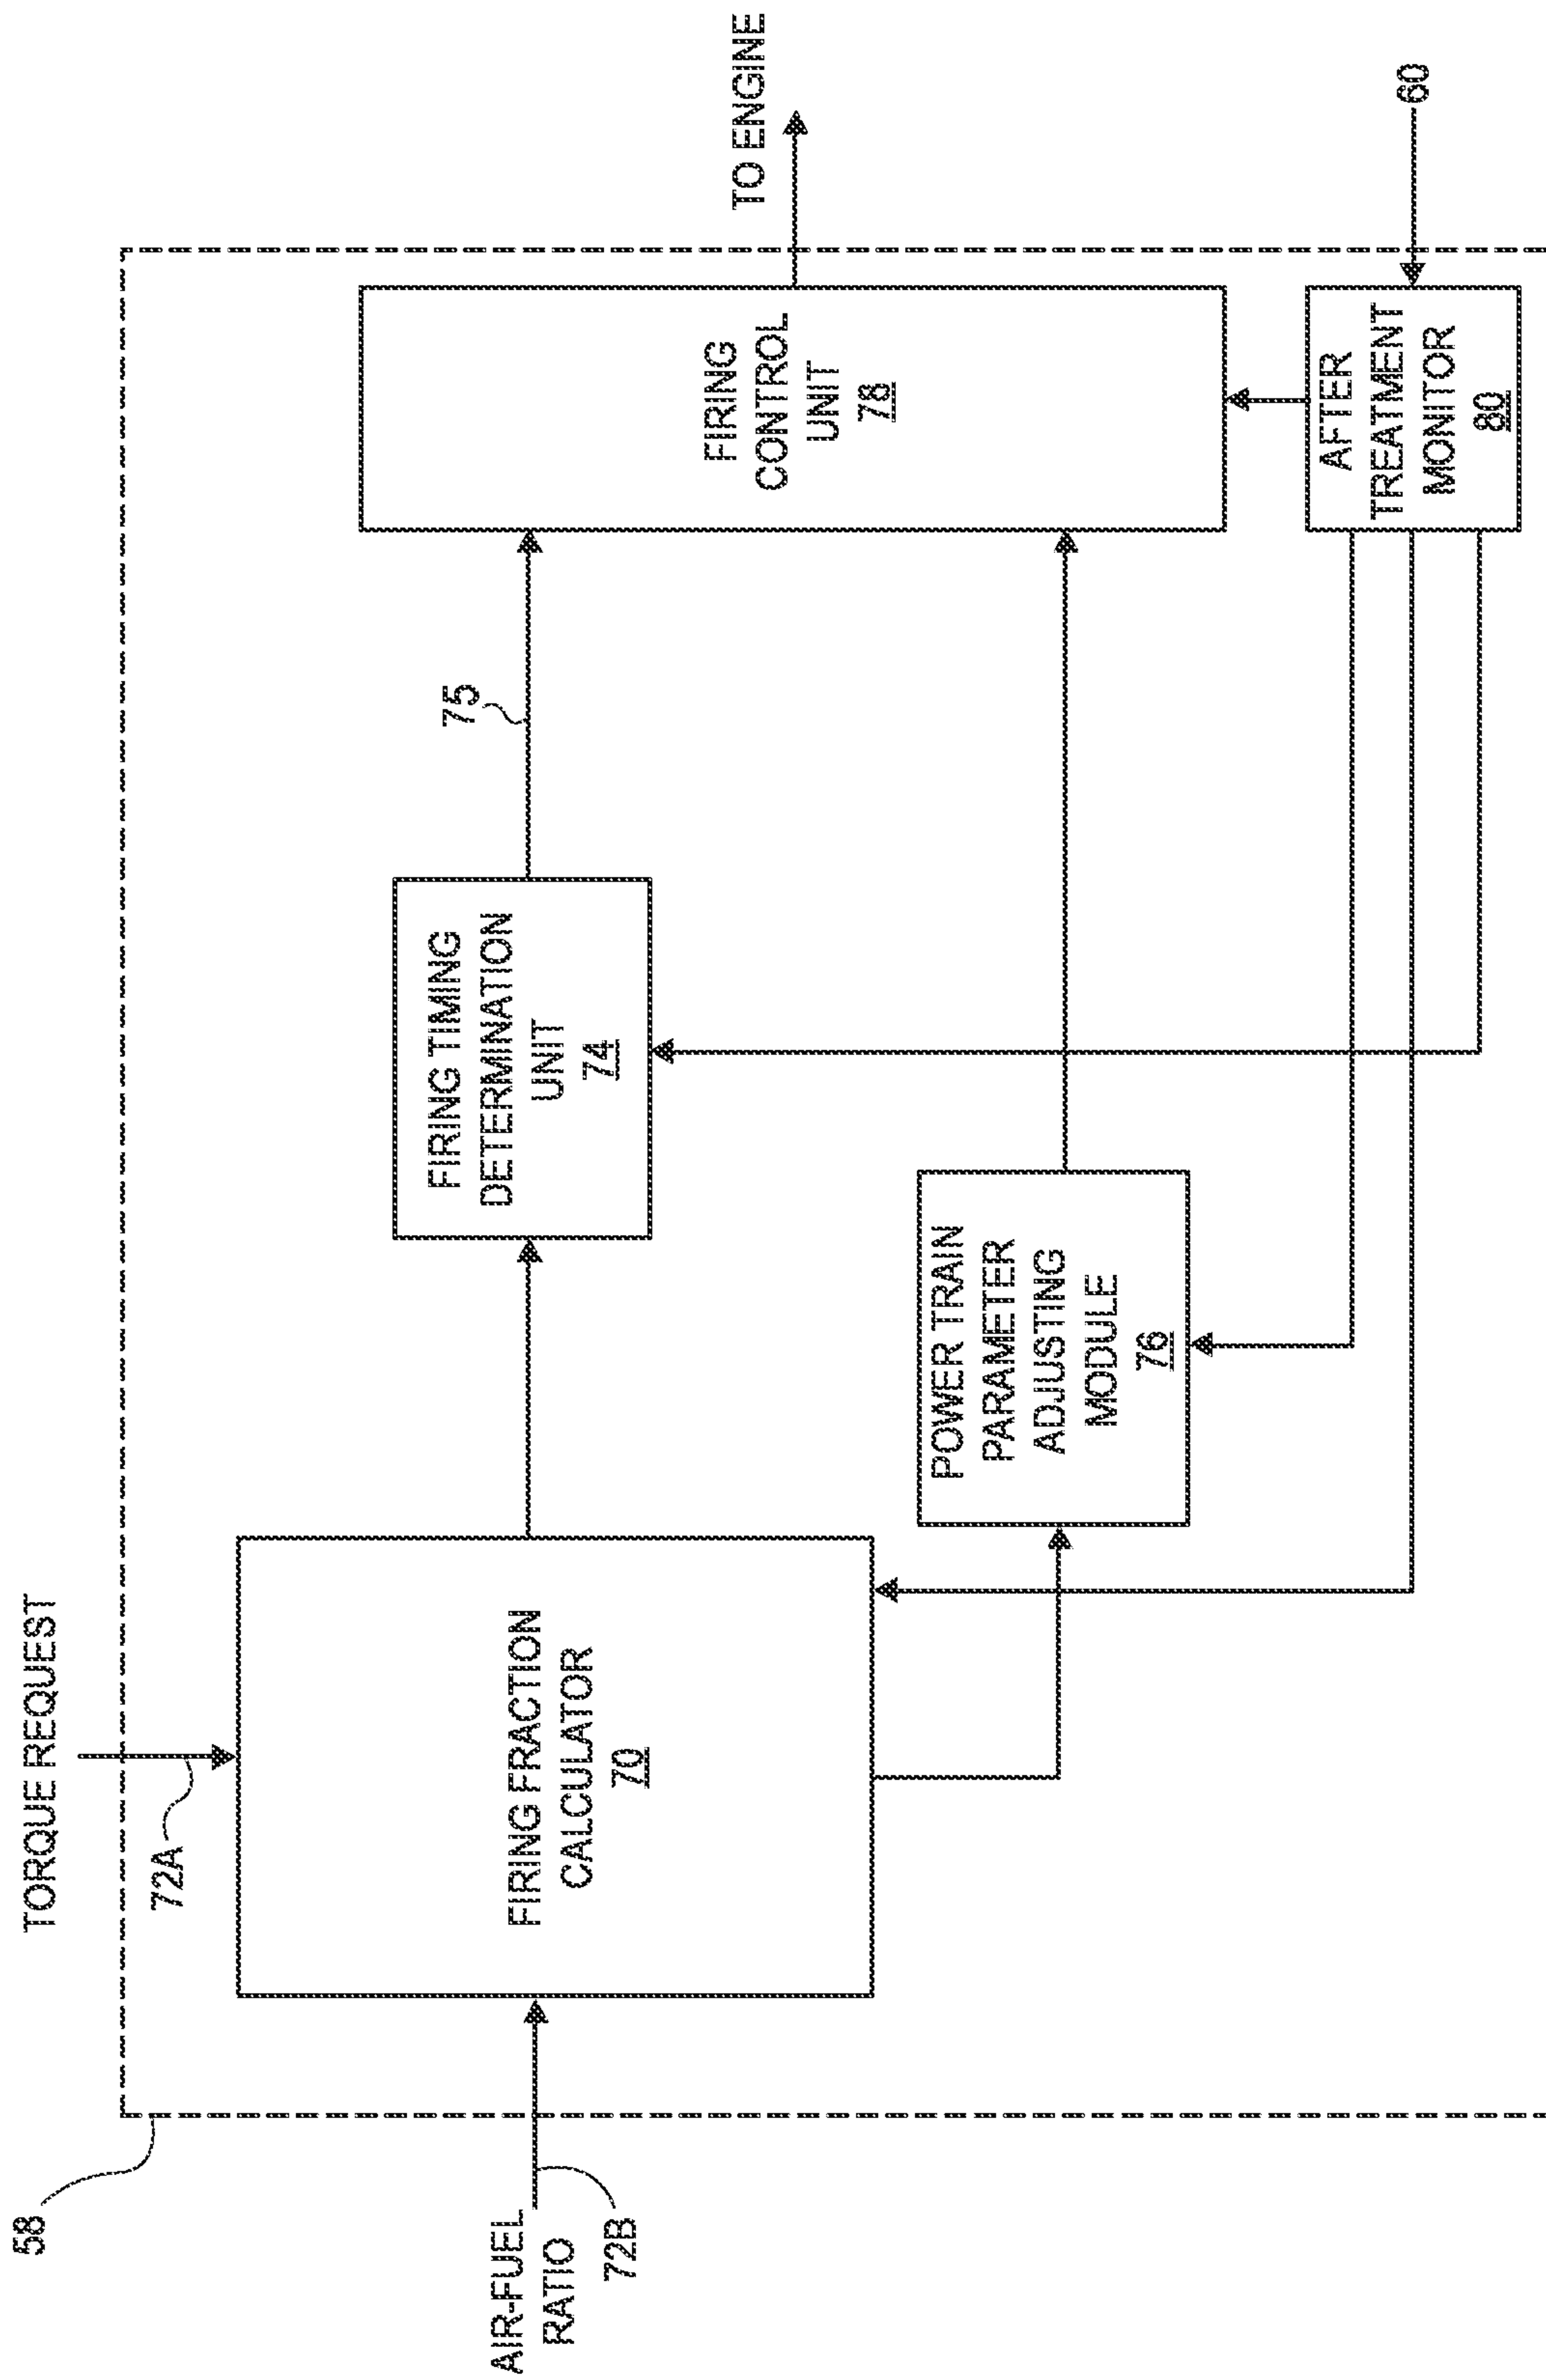 58
TORQUE REQUEST
72A
AIR-FUEL
RATIO
72B
FIRING FRACTION
CALCULATOR
70
FIRING TIMING
DETERMINATION
UNIT
74
75
POWER TRAIN
PARAMETER
ADJUSTING
MODULE
76
FIRING
CONTROL
UNIT
78
TO ENGINE
AFTER
TREATMENT
MONITOR
80
60